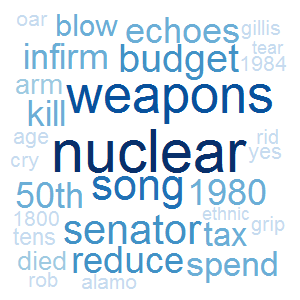 oar blow echoes gillis
infirm budget tear
arm weapons 1984
kill
age nuclear rid
cry yes
50th song 1980
1800 senator ethnic
tens tax grip
died reduce spend
rob alamo